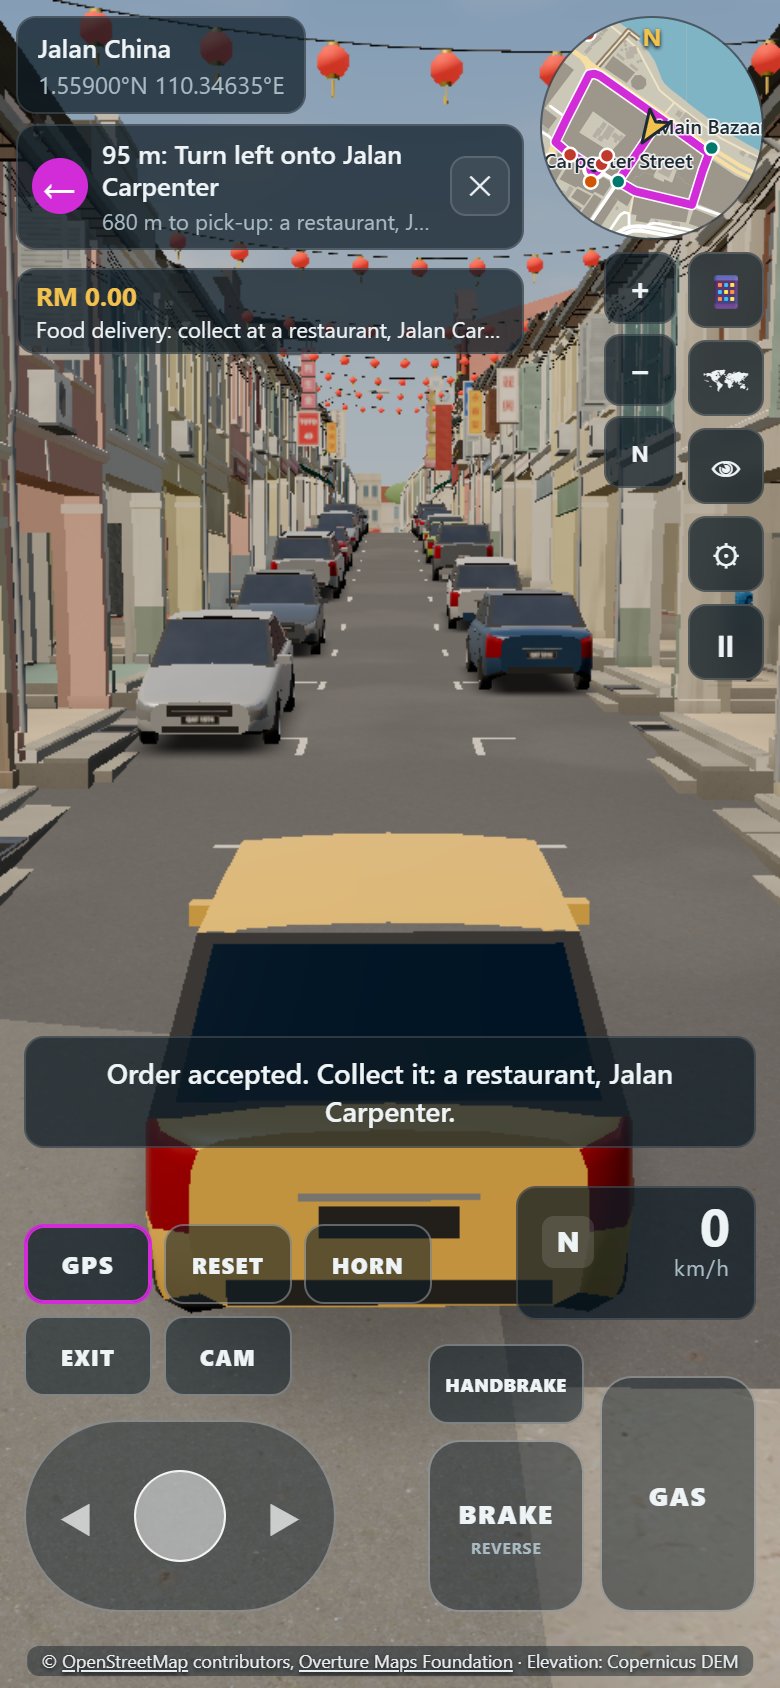 Jalan China
1.55900°N 110.34635°E
N
Main Bazaa
Carpenter Street
95 m: Turn left onto Jalan
Carpenter
680 m to pick-up: a restaurant, J...
RM 0.00
Food delivery: collect at a restaurant, Jalan Car...
+
−
N
Order accepted. Collect it: a restaurant, Jalan
Carpenter.
GPS
RESET
HORN
N
0
km/h
EXIT
CAM
HANDBRAKE
BRAKE
REVERSE
GAS
© OpenStreetMap contributors, Overture Maps Foundation · Elevation: Copernicus DEM